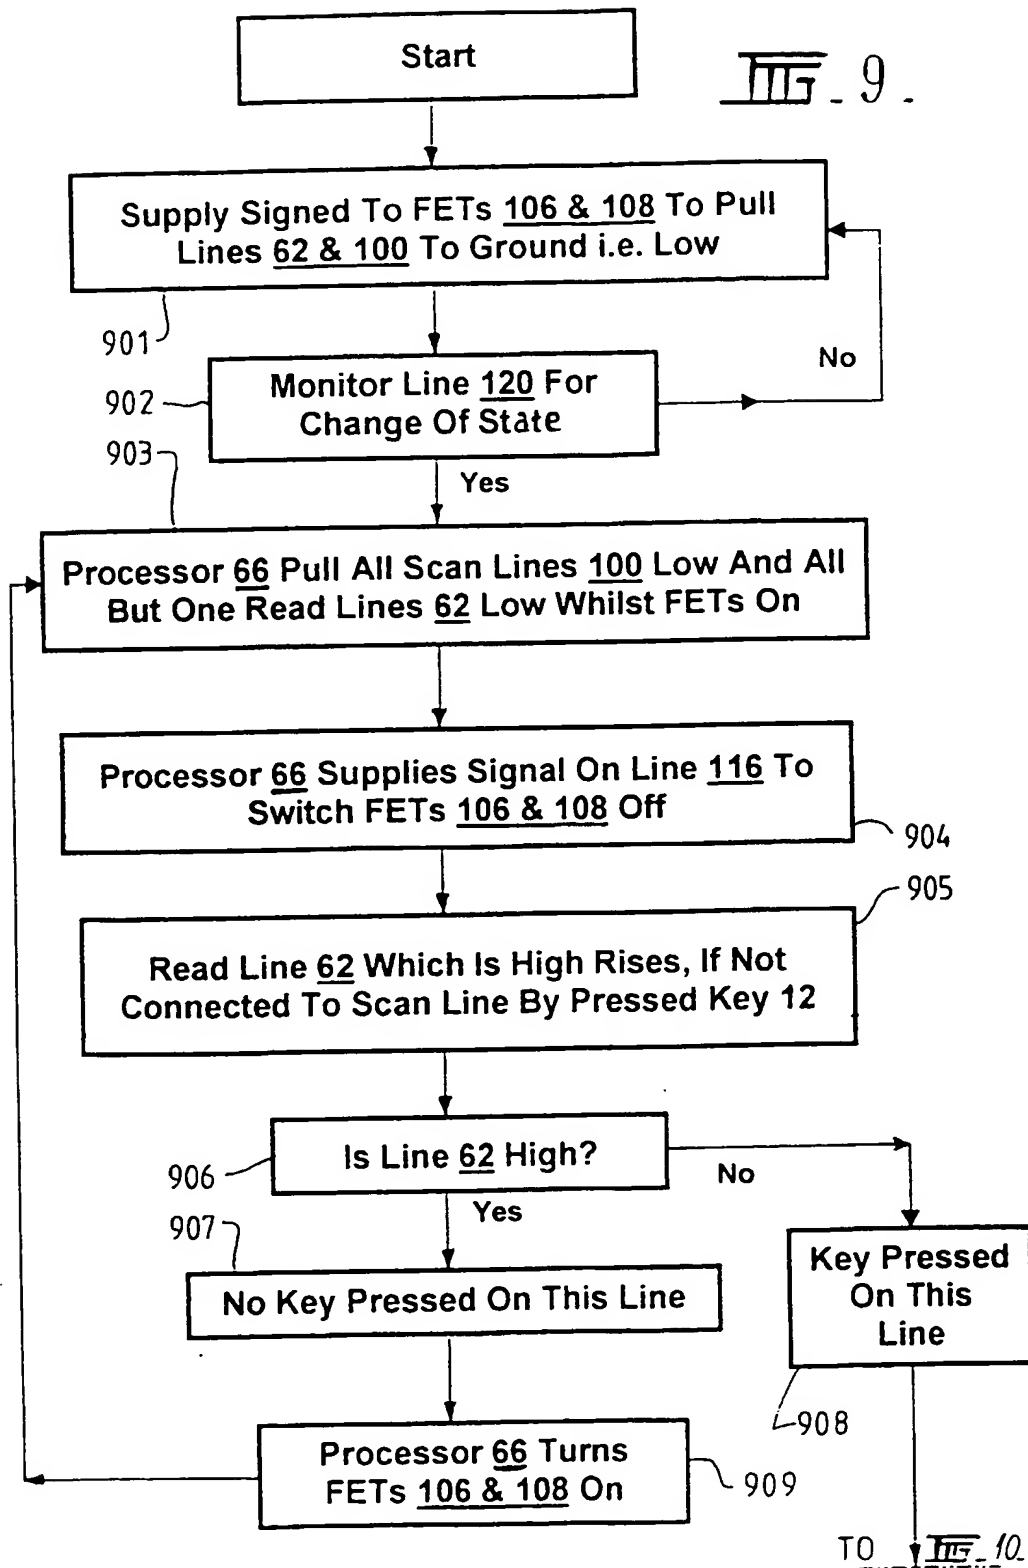 Start
FIG_9_
Supply Signed To FETs 106 & 108 To Pull
Lines 62 & 100 To Ground i.e. Low
901
No
902
Monitor Line 120 For
Change Of State
903
Yes
Processor 66 Pull All Scan Lines 100 Low And All
But One Read Lines 62 Low Whilst FETs On
Processor 66 Supplies Signal On Line 116 To
Switch FETs 106 & 108 Off
904
905
Read Line 62 Which Is High Rises, If Not
Connected To Scan Line By Pressed Key 12
906
Is Line 62 High?
No
Yes
907
No Key Pressed On This Line
Key Pressed
On This
Line
908
Processor 66 Turns
FETs 106 & 108 On
909
TO FIG_10_